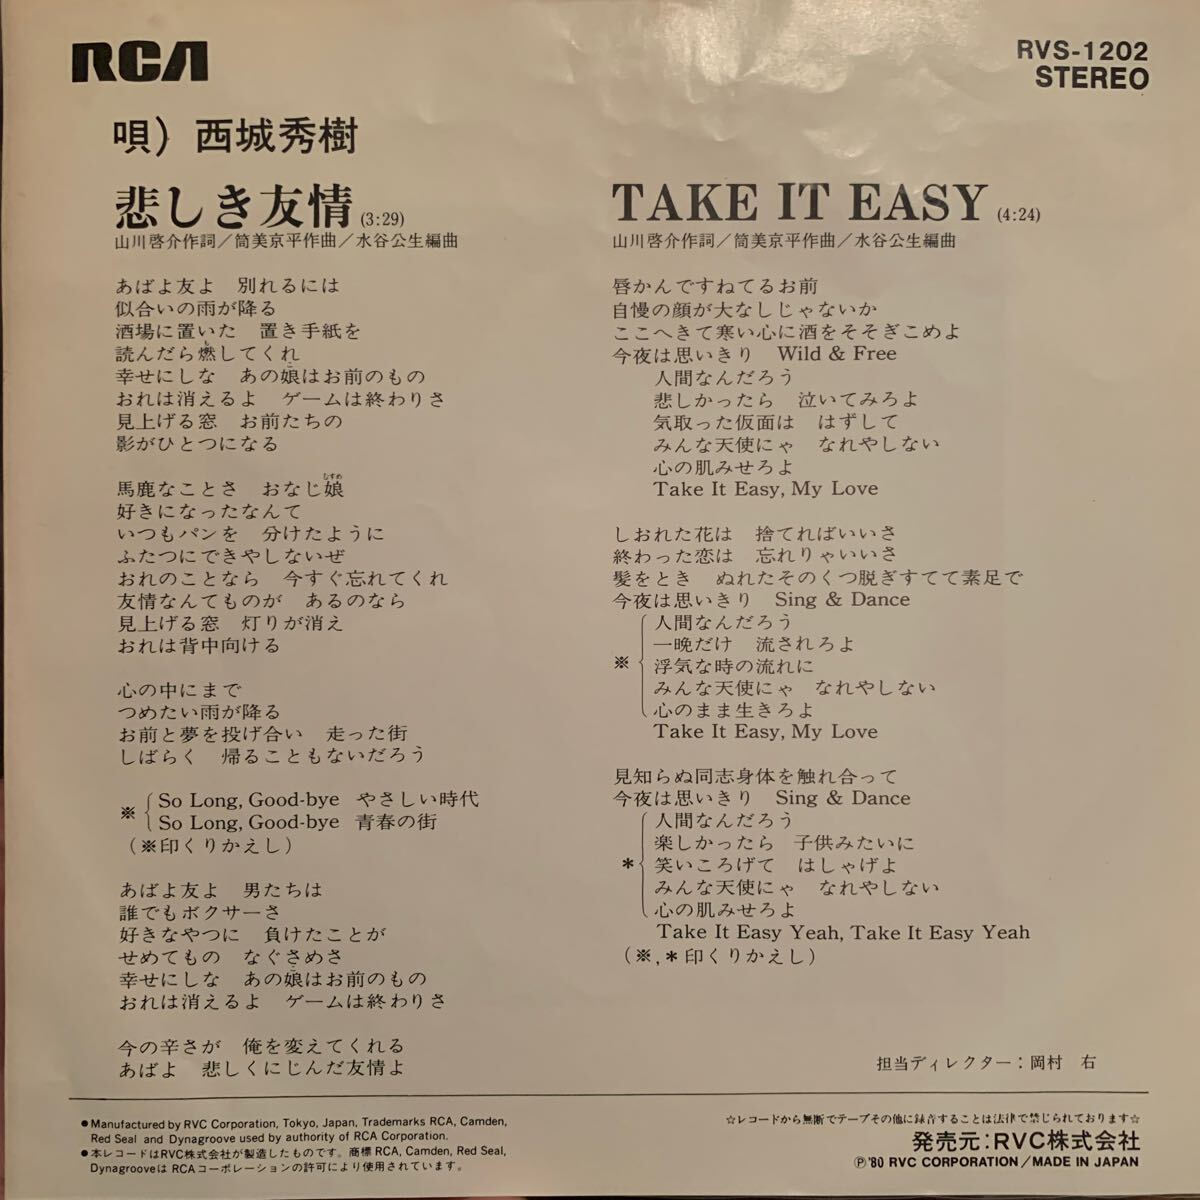 RCA
RVS-1202
STEREO
唄）西城秀樹
悲しき友情(3:29)
山川啓介作詞／筒美京平作曲／水谷公生編曲
あばよ友よ　別れるには
似合いの雨が降る
酒場に置いた　置き手紙を
読んだら燃してくれ
幸せにしな　あの娘はお前のもの
おれは消えるよ　ゲームは終わりさ
見上げる窓　お前たちの
影がひとつになる
馬鹿なことさ　おなじ娘
好きになったなんて
いつもパンを　分けたように
ふたつにできやしないぜ
おれのことなら　今すぐ忘れてくれ
友情なんてものが　あるのなら
見上げる窓　灯りが消え
おれは背中向ける
心の中にまで
つめたい雨が降る
お前と夢を投げ合い　走った街
しばらく　帰ることもないだろう
※ So Long, Good-bye　やさしい時代
So Long, Good-bye　青春の街
（※印くりかえし）
あばよ友よ　男たちは
誰でもボクサーさ
好きなやつに　負けたことが
せめてもの　なぐさめさ
幸せにしな　あの娘はお前のもの
おれは消えるよ　ゲームは終わりさ
今の辛さが　俺を変えてくれる
あばよ　悲しくにじんだ友情よ
TAKE IT EASY(4:24)
山川啓介作詞／筒美京平作曲／水谷公生編曲
唇かんですねてるお前
自慢の顔が大なしじゃないか
ここへきて寒い心に酒をそそぎこめよ
今夜は思いきり　Wild & Free
人間なんだろう
悲しかったら　泣いてみろよ
気取った仮面は　はずして
みんな天使にゃ　なれやしない
心の肌みせろよ
Take It Easy, My Love
しおれた花は　捨てればいいさ
終わった恋は　忘れりゃいいさ
髪をとき　ぬれたそのくつ脱ぎすてて素足で
今夜は思いきり　Sing & Dance
人間なんだろう
一晩だけ　流されろよ
※ 浮気な時の流れに
みんな天使にゃ　なれやしない
心のまま生きろよ
Take It Easy, My Love
見知らぬ同志身体を触れ合って
今夜は思いきり　Sing & Dance
人間なんだろう
楽しかったら　子供みたいに
* 笑いころげて　はしゃげよ
みんな天使にゃ　なれやしない
心の肌みせろよ
Take It Easy Yeah, Take It Easy Yeah
（※,*印くりかえし）
担当ディレクター：岡村　右
●Manufactured by RVC Corporation, Tokyo, Japan, Trademarks RCA, Camden,
Red Seal and Dynagroove used by authority of RCA Corporation.
●本レコードはRVC株式会社が製造したものです。商標 RCA, Camden, Red Seal,
DynagrooveはRCAコーポレーションの許可により使用されています。
☆レコードから無断でテープその他に録音することは法律で禁じられております☆
発売元：RVC株式会社
Ⓟ'80 RVC CORPORATION／MADE IN JAPAN